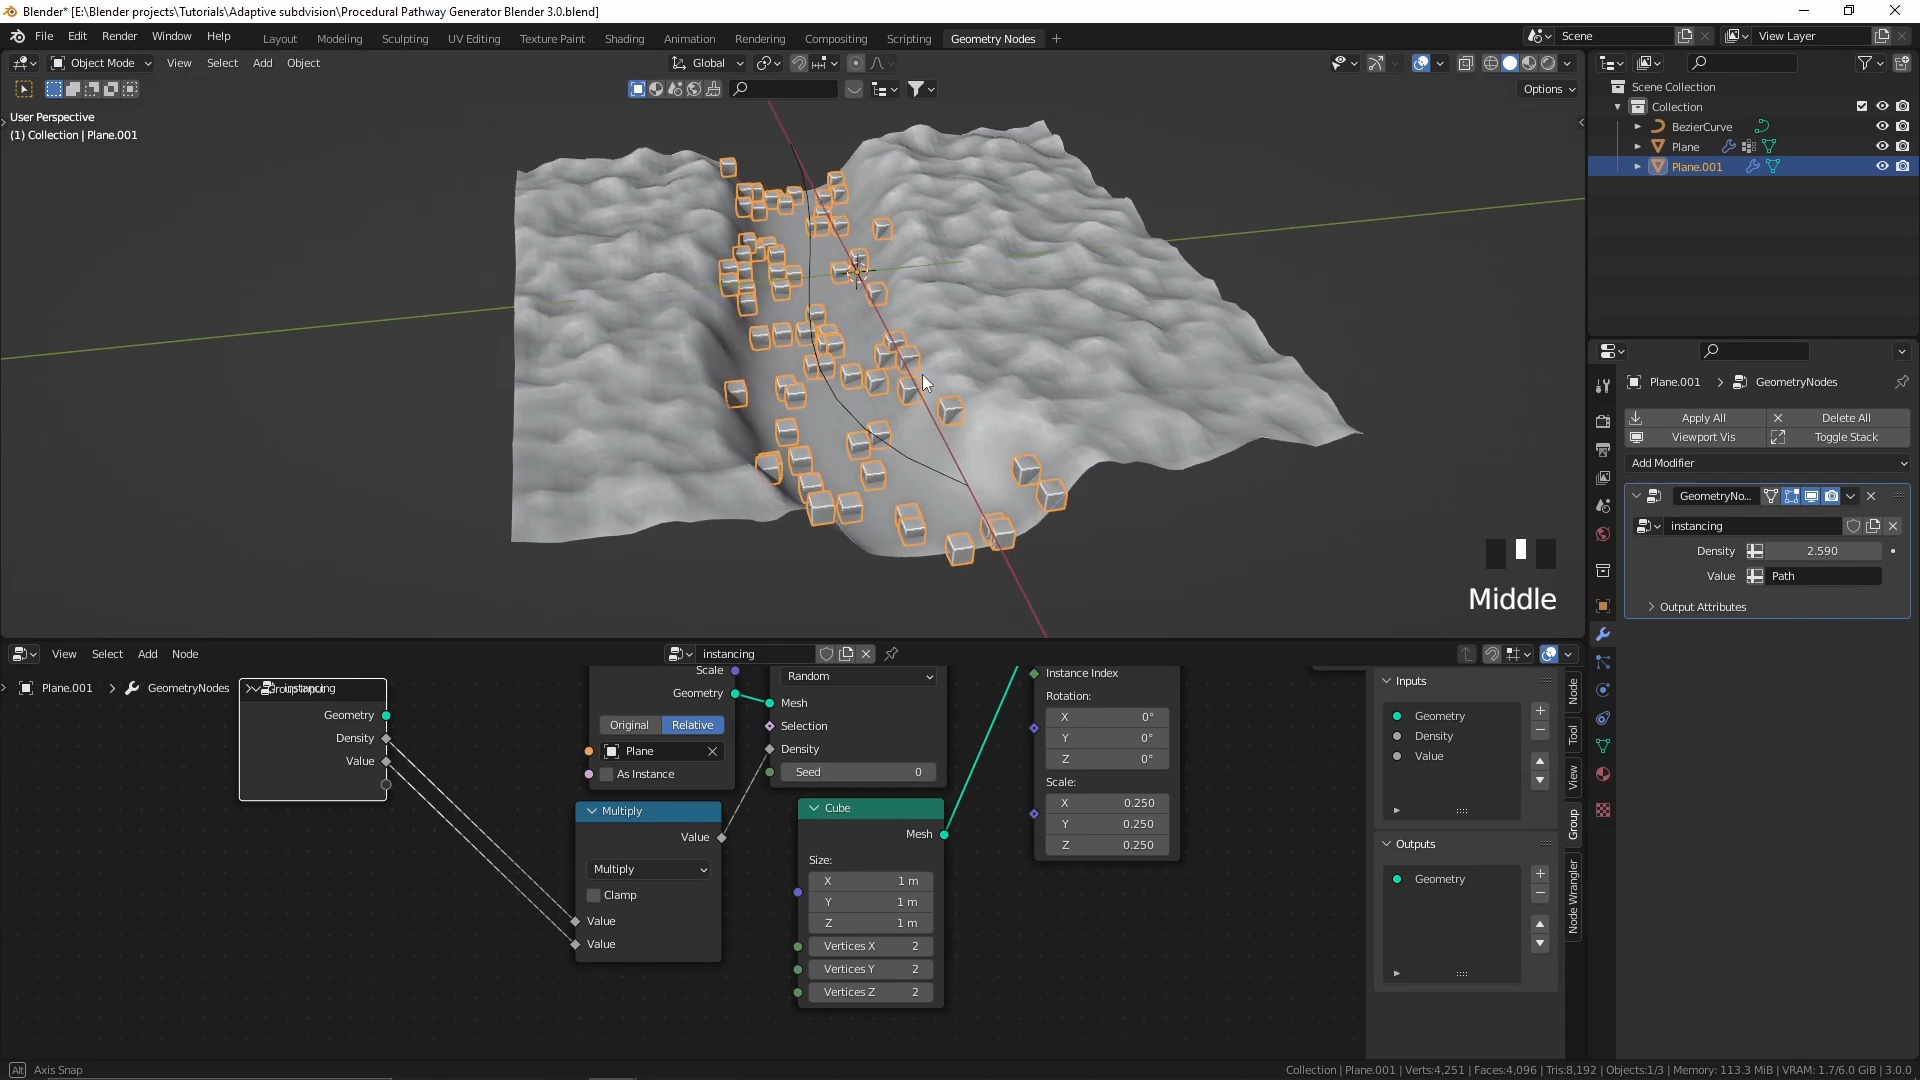 Blender* [E:\Blender projects\Tutorials\Adaptive subdvision\Procedural Pathway Generator Blender 3.0.blend]
File Edit Render Window Help Layout Modeling Sculpting UV Editing Texture Paint Shading Animation Rendering Compositing Scripting Geometry Nodes Scene View Layer
Object Mode View Select Add Object Global
Options
User Perspective
(1) Collection | Plane.001
Scene Collection
Collection
BezierCurve
Plane
Plane.001
Plane.001 GeometryNodes
Apply All Delete All
Viewport Vis Toggle Stack
Add Modifier
GeometryNo...
instancing
Density 2.590
Value Path
Output Attributes
Middle
View Select Add Node instancing
Plane.001 GeometryNodes instancing
Geometry
Density
Value
Scale
Geometry
Original Relative
Plane
As Instance
Random
Mesh
Selection
Density
Seed 0
Multiply
Value
Multiply
Clamp
Value
Value
Cube
Mesh
Size:
X 1 m
Y 1 m
Z 1 m
Vertices X 2
Vertices Y 2
Vertices Z 2
Instance Index
Rotation:
X 0°
Y 0°
Z 0°
Scale:
X 0.250
Y 0.250
Z 0.250
Inputs
Geometry
Density
Value
Outputs
Geometry
Node
Tool
View
Group
Node Wrangler
Alt Axis Snap
Collection | Plane.001 | Verts:4,251 | Faces:4,096 | Tris:8,192 | Objects:1/3 | Memory: 113.3 MiB | VRAM: 1.7/6.0 GiB | 3.0.0